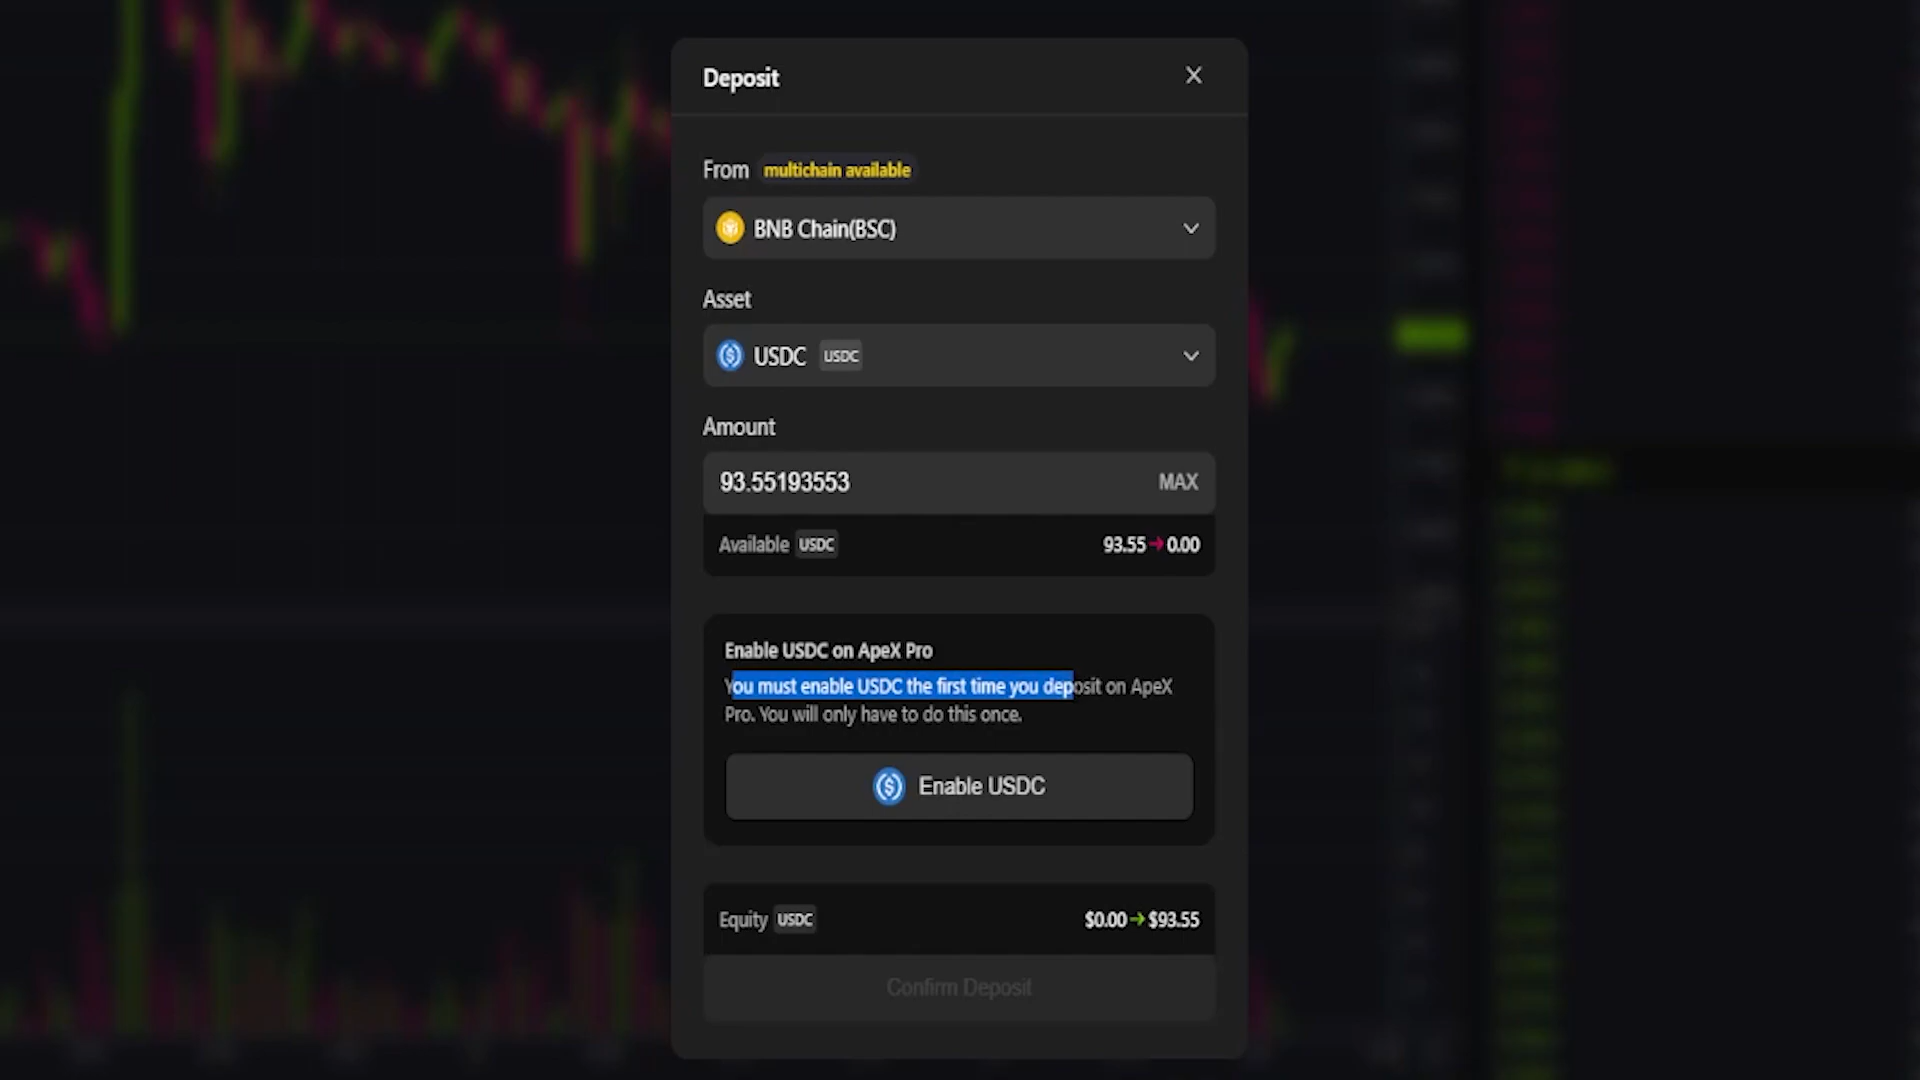 Deposit
From multichain available
BNB Chain(BSC)
Asset
USDC USDC
Amount
93.55193553 MAX
Available USDC 93.55→0.00
Enable USDC on ApeX Pro
You must enable USDC the first time you deposit on ApeX
Pro. You will only have to do this once.
Enable USDC
Equity USDC $0.00→$93.55
Confirm Deposit